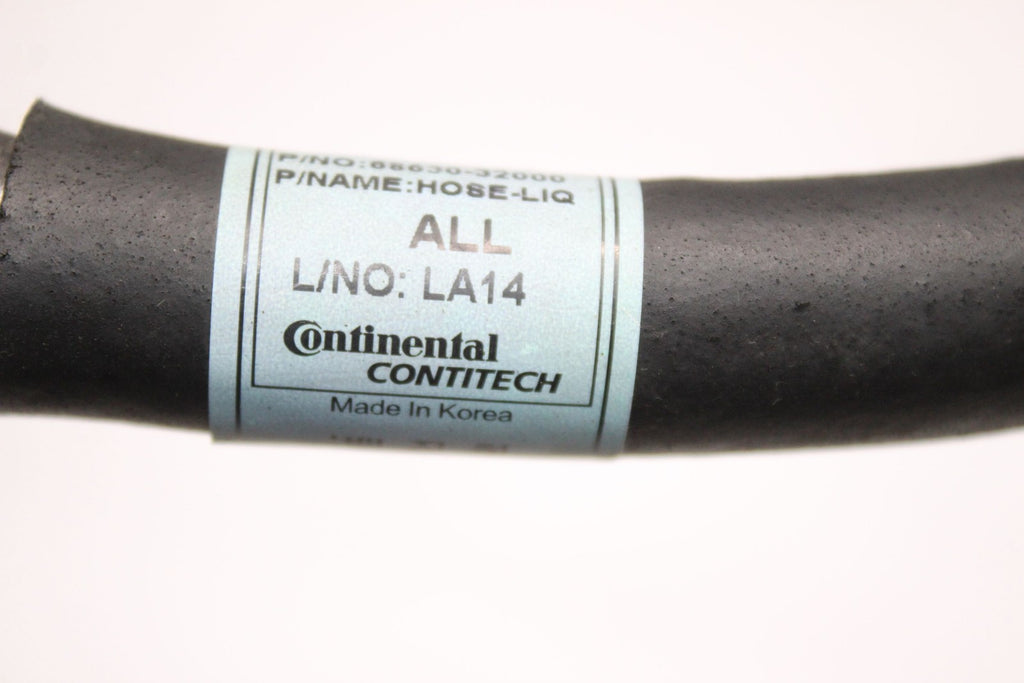 P/NAME:HOSE-LIQ
ALL
L/NO: LA14
Continental
CONTITECH
Made In Korea